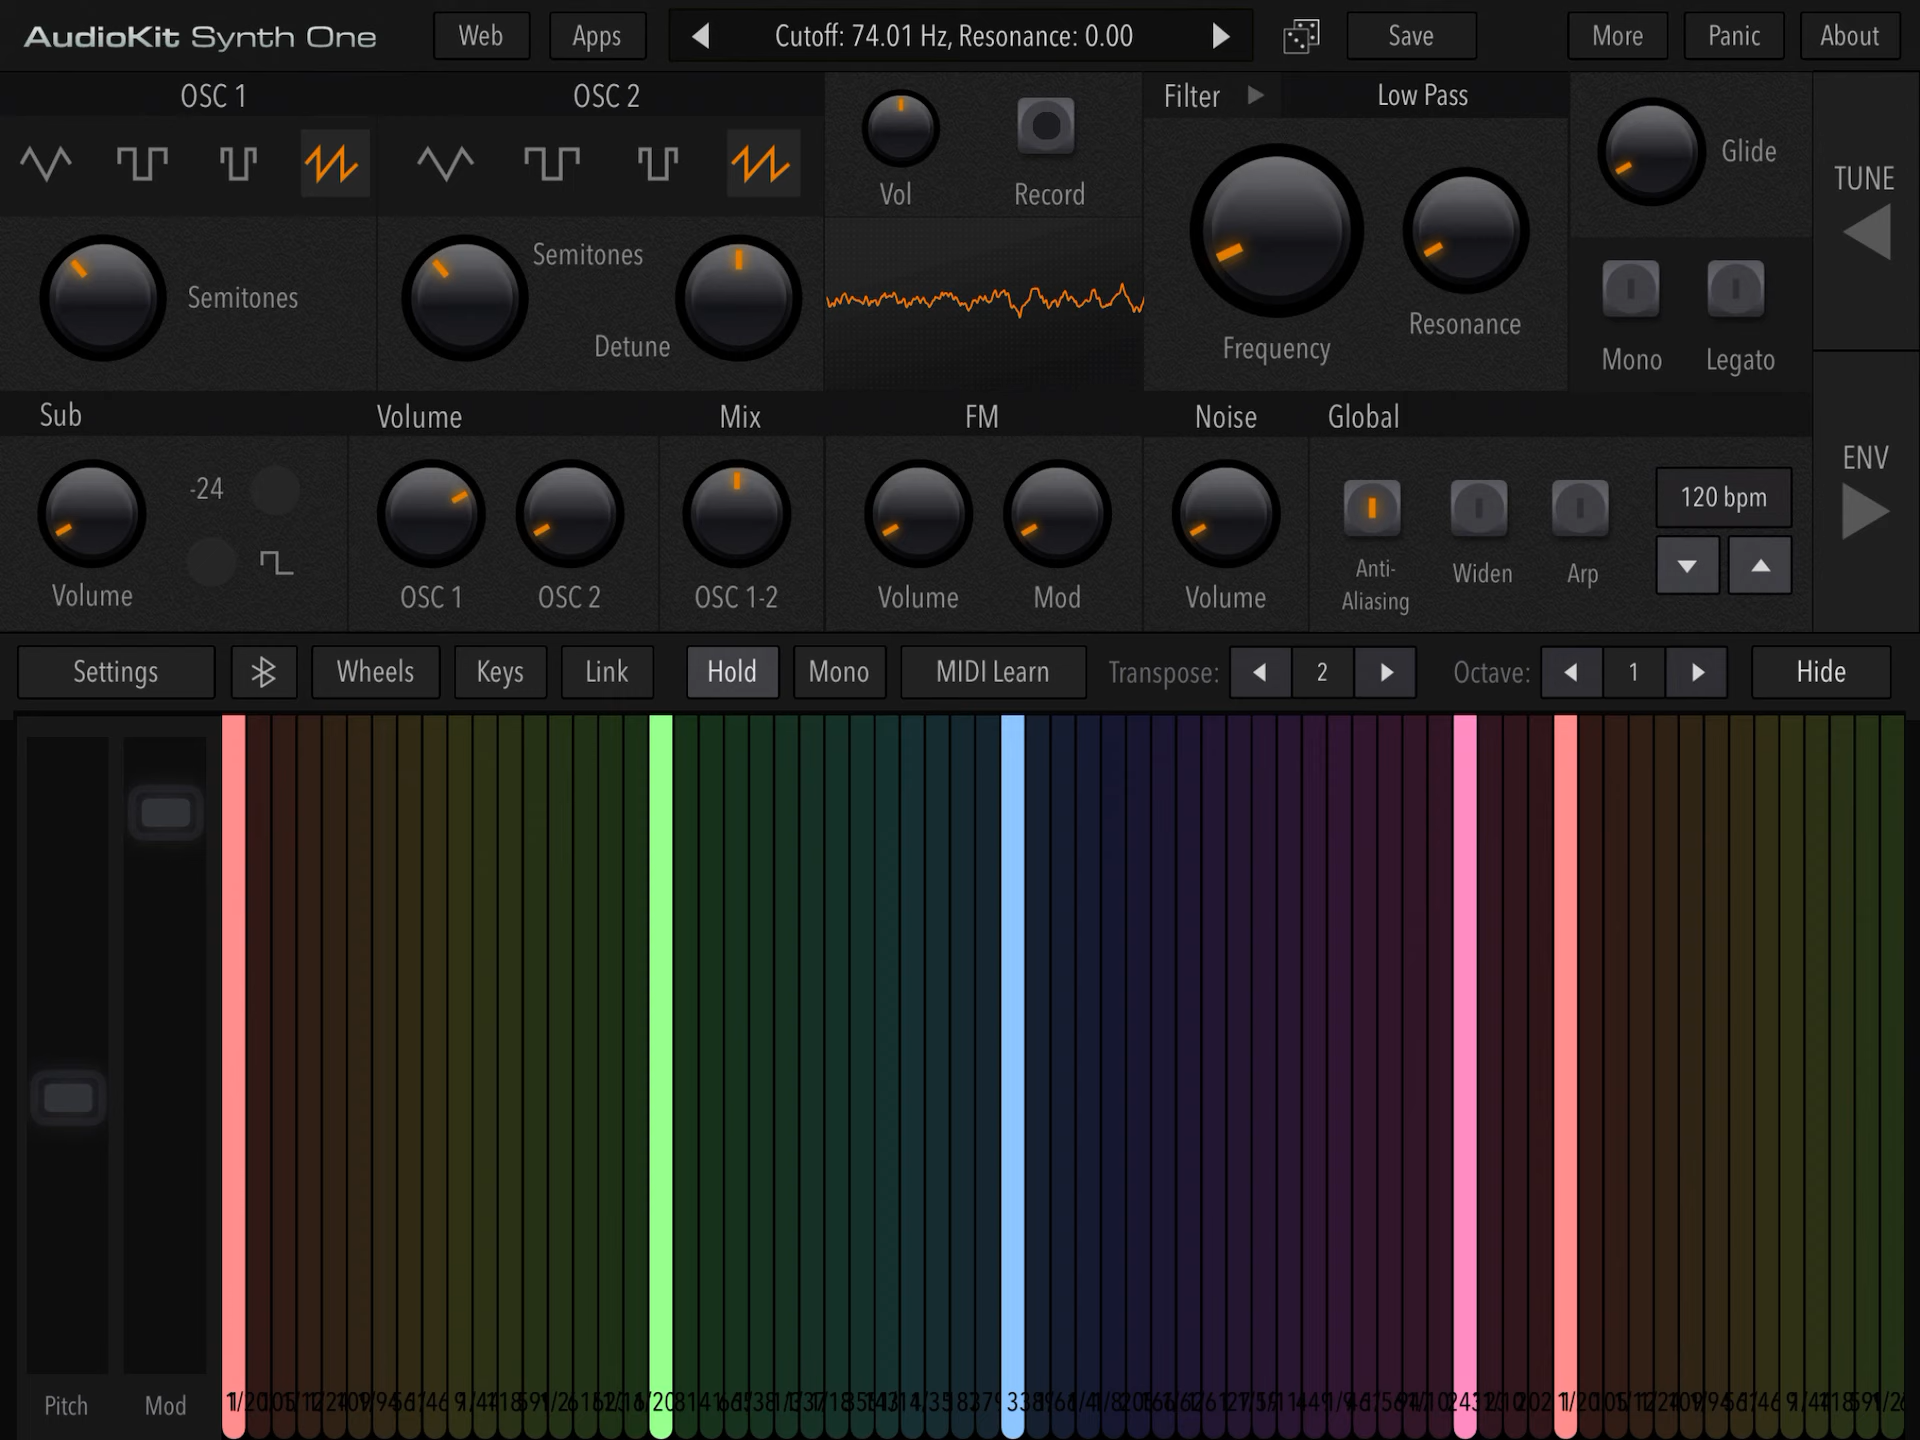 AudioKit Synth One
Web
Apps
Cutoff: 74.01 Hz, Resonance: 0.00
Save
More
Panic
About
OSC 1
OSC 2
Vol
Record
Filter
Low Pass
Glide
TUNE
Semitones
Semitones
Detune
Frequency
Resonance
Mono
Legato
Sub
Volume
Mix
FM
Noise
Global
ENV
-24
120 bpm
Volume
OSC 1
OSC 2
OSC 1-2
Volume
Mod
Volume
Anti-
Aliasing
Widen
Arp
Settings
Wheels
Keys
Link
Hold
Mono
MIDI Learn
Transpose:
2
Octave:
1
Hide
Pitch
Mod